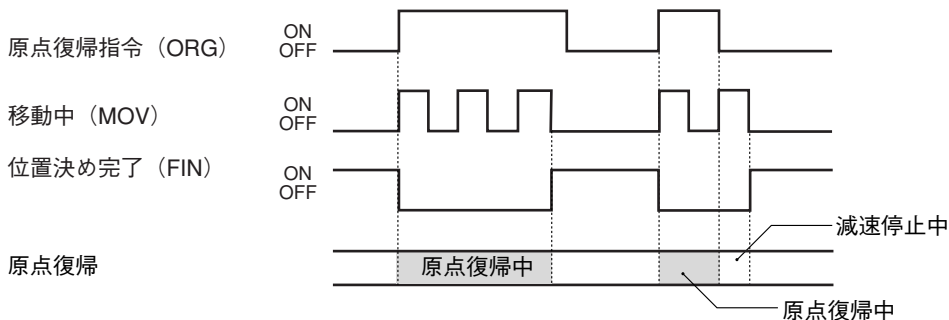 原点復帰指令（ORG）
ON
OFF
移動中（MOV）
ON
OFF
位置決め完了（FIN）
ON
OFF
減速停止中
原点復帰
原点復帰中
原点復帰中